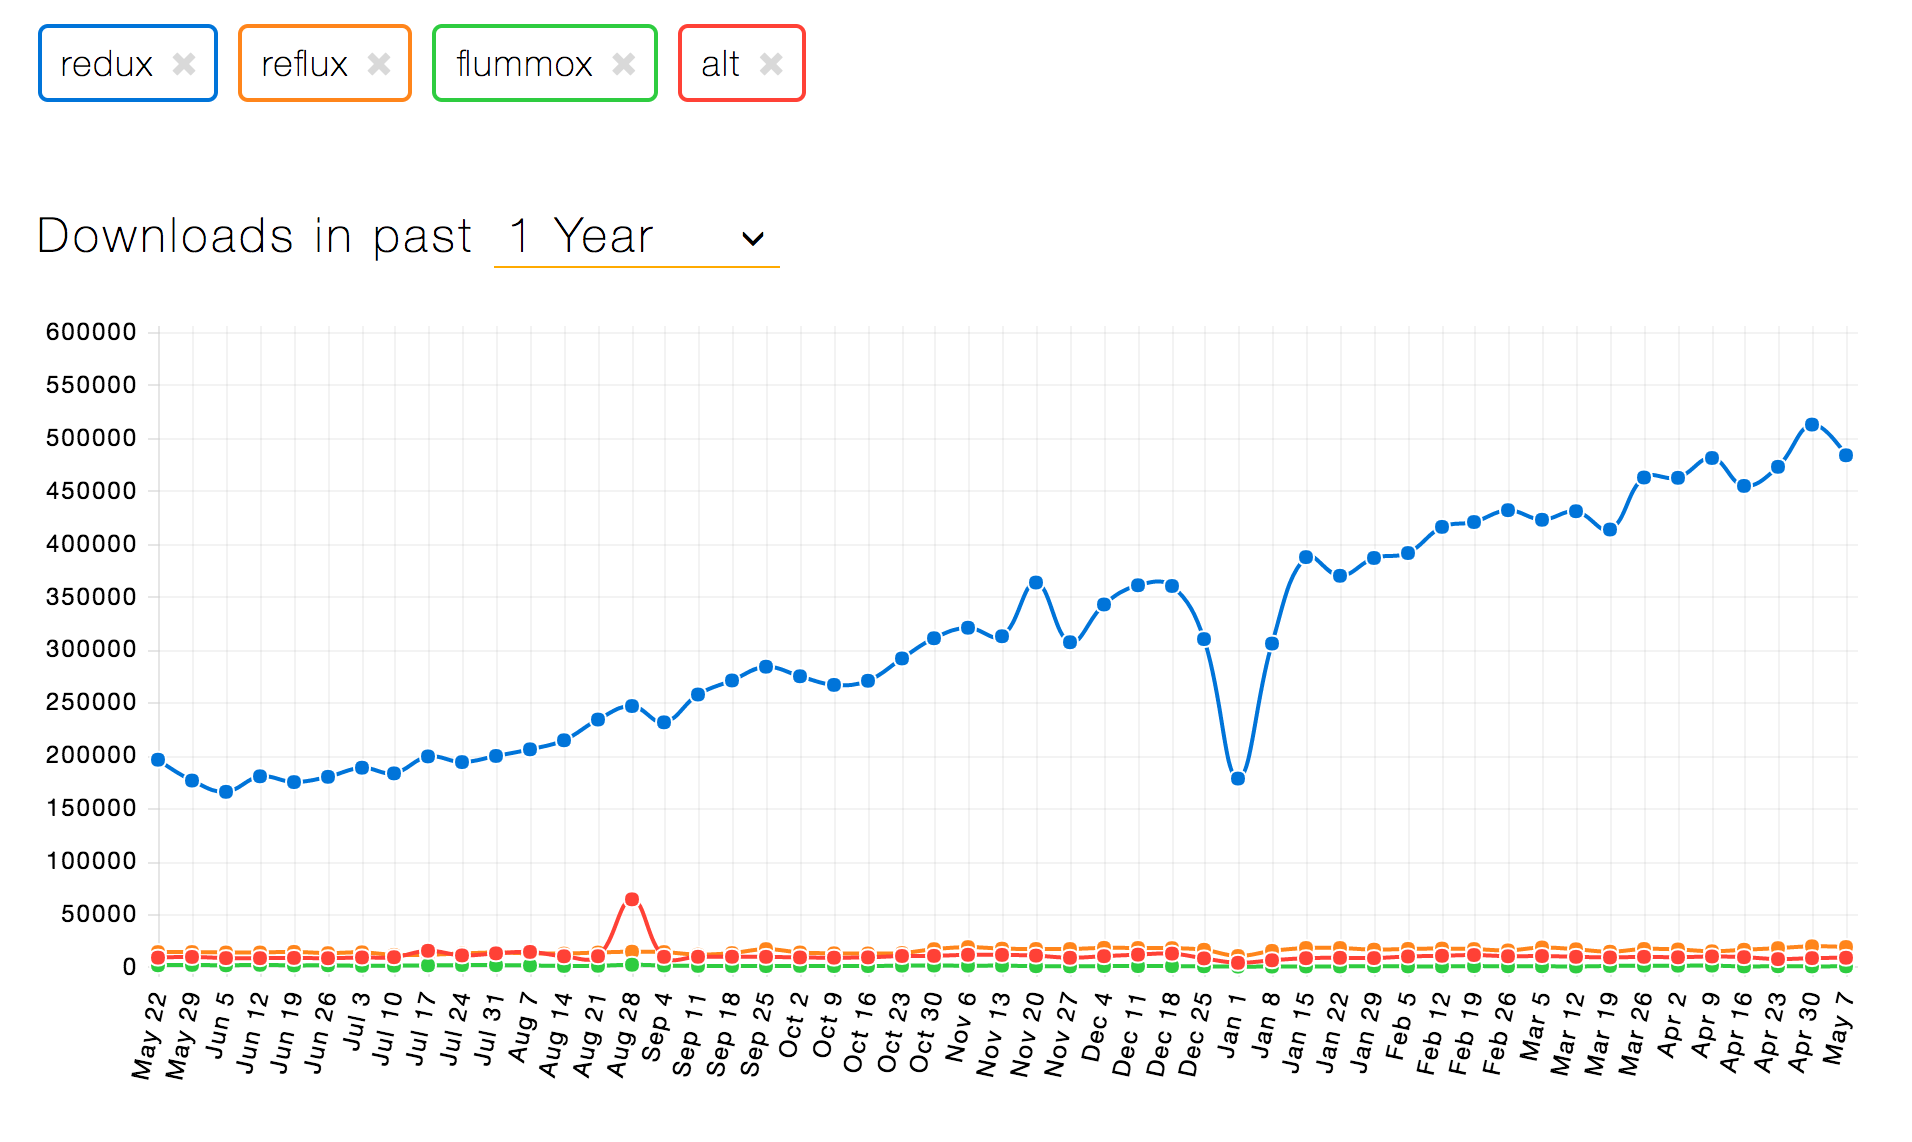 redux ✖ reflux ✖ flummox ✖ alt ✖
Downloads in past 1 Year
600000
550000
500000
450000
400000
350000
300000
250000
200000
150000
100000
50000
0
May 22
May 29
Jun 5
Jun 12
Jun 19
Jun 26
Jul 3
Jul 10
Jul 17
Jul 24
Jul 31
Aug 7
Aug 14
Aug 21
Aug 28
Sep 4
Sep 11
Sep 18
Sep 25
Oct 2
Oct 9
Oct 16
Oct 23
Oct 30
Nov 6
Nov 13
Nov 20
Nov 27
Dec 4
Dec 11
Dec 18
Dec 25
Jan 1
Jan 8
Jan 15
Jan 22
Jan 29
Feb 5
Feb 12
Feb 19
Feb 26
Mar 5
Mar 12
Mar 19
Mar 26
Apr 2
Apr 9
Apr 16
Apr 23
Apr 30
May 7